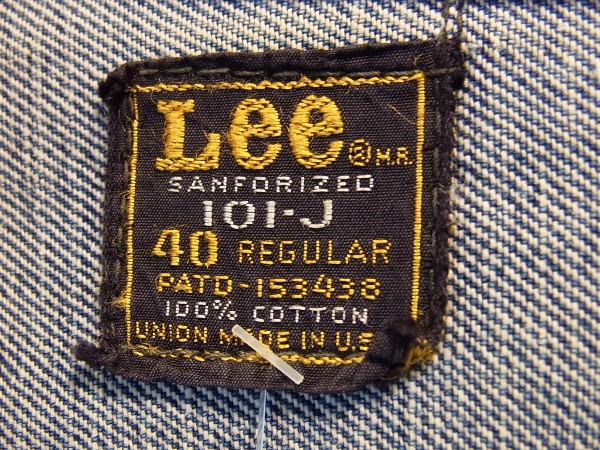 Lee ® M.R.
SANFORIZED
101-J
40 REGULAR
PATD-153438
100% COTTON
UNION MADE IN U.S